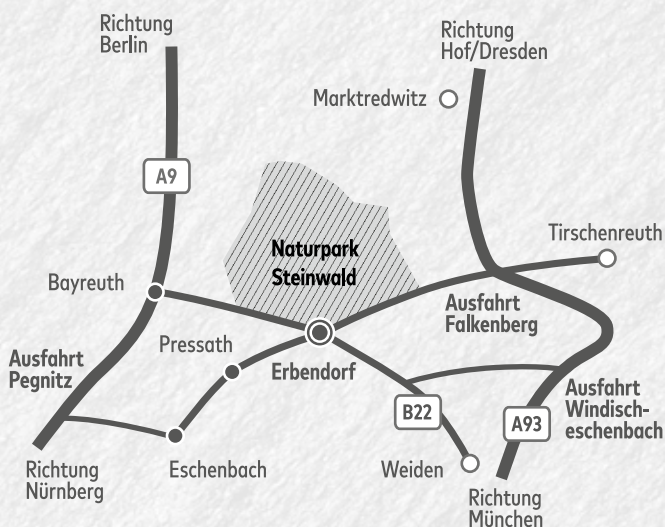 Richtung
Berlin
Richtung
Hof/Dresden
Marktredwitz
A9
Naturpark
Steinwald
Tirschenreuth
Bayreuth
Ausfahrt
Falkenberg
Pressath
Ausfahrt
Pegnitz
Erbendorf
Ausfahrt
Windisch-
eschenbach
B22
A93
Eschenbach
Weiden
Richtung
Nürnberg
Richtung
München